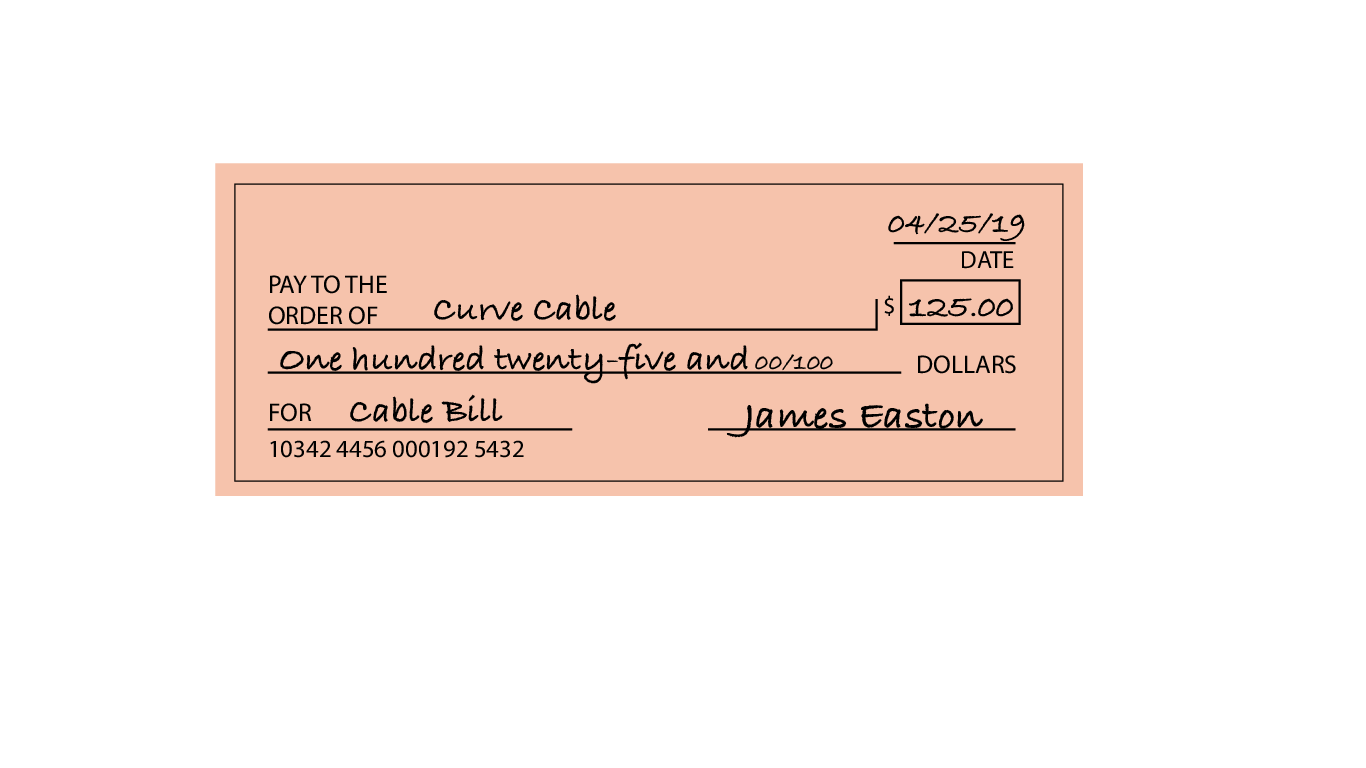 04/25/19
DATE
PAY TO THE
ORDER OF Curve Cable $ 125.00
One hundred twenty-five and 00/100 DOLLARS
FOR Cable Bill James Easton
10342 4456 000192 5432